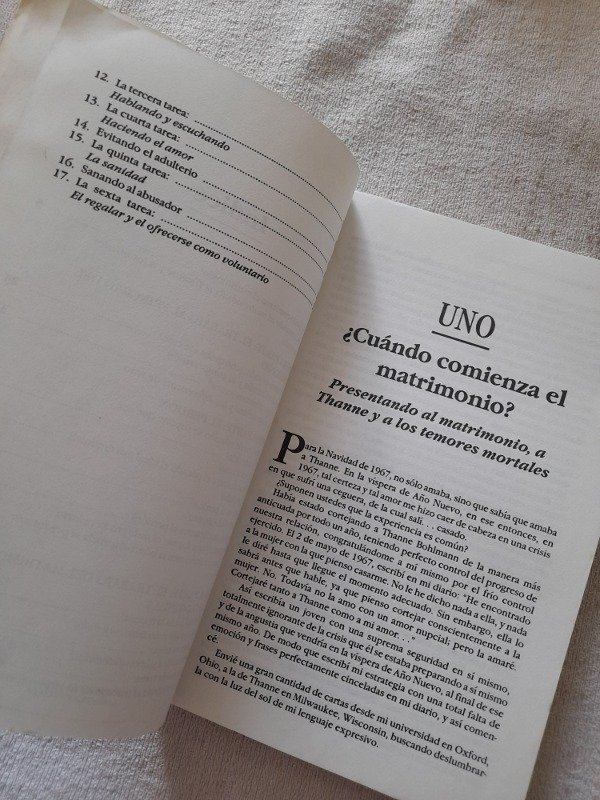 12. La tercera tarea: ..............................
Hablando y escuchando
13. La cuarta tarea: ..............................
Haciendo el amor
14. Evitando el adulterio ..............................
15. La quinta tarea: ..............................
La sanidad
16. Sanando al abusador ..............................
17. La sexta tarea: ..............................
El regalar y el ofrecerse como voluntario
UNO
¿Cuándo comienza el
matrimonio?
Presentando al matrimonio, a
Thanne y a los temores mortales
Para la Navidad de 1967, no sólo amaba, sino que sabía que amaba
a Thanne. En la víspera de Año Nuevo, en ese entonces, en
1967, tal certeza y tal amor me hizo caer de cabeza en una crisis
en que sufrí una ceguera, de la cual salí. . . casado.
¿Suponen ustedes que la experiencia es común?
Había estado cortejando a Thanne Bohlmann de la manera más
anticuada por todo un año, teniendo perfecto control del progreso de
nuestra relación, congratulándome a mí mismo por el frío control
ejercido. El 2 de mayo de 1967, escribí en mi diario: "He encontrado
a la mujer con la que pienso casarme. No le he dicho nada a ella, y nada
le diré hasta que llegue el momento adecuado. Sin embargo, ella lo
sabrá antes que hable, ya que pienso cortejar conscientemente a la
mujer. No. Todavía no la amo con un amor nupcial; pero la amaré.
Cortejaré tanto a Thanne como a mi amor. . ."
Así escribía un joven con una suprema seguridad en sí mismo,
totalmente ignorante de la crisis que él se estaba preparando a sí mismo
y de la angustia que vendría en la víspera de Año Nuevo, al final de ese
mismo año. De modo que escribí mi estrategia con una total falta de
emoción y frases perfectamente cinceladas en mi diario, y así comen-
cé.
Envié una gran cantidad de cartas desde mi universidad en Oxford,
Ohio, a la de Thanne en Milwaukee, Wisconsin, buscando deslumbrar-
la con la luz del sol de mi lenguaje expresivo.